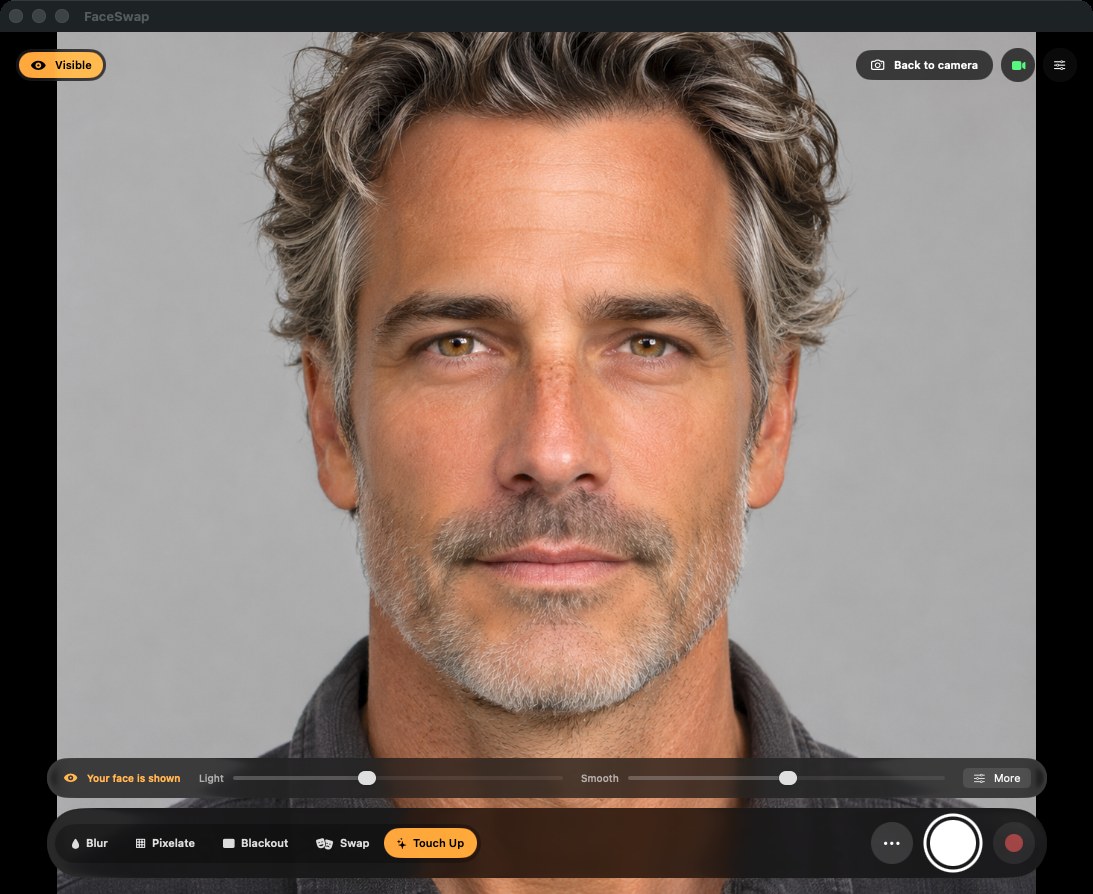 FaceSwap
Visible
Back to camera
Your face is shown
Light
Smooth
More
Blur
Pixelate
Blackout
Swap
Touch Up